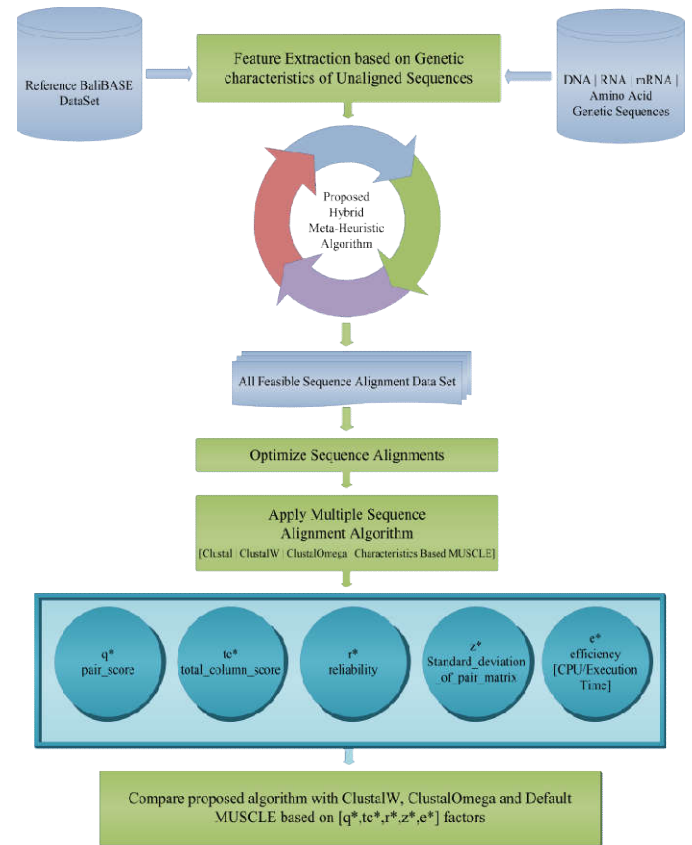 Reference BaliBASE
DataSet
Feature Extraction based on Genetic
characteristics of Unaligned Sequences
DNA | RNA | mRNA |
Amino Acid
Genetic Sequences
Proposed
Hybrid
Meta-Heuristic
Algorithm
All Feasible Sequence Alignment Data Set
Optimize Sequence Alignments
Apply Multiple Sequence
Alignment Algorithm
[Clustal | ClustalW | ClustalOmega Characteristics Based MUSCLE]
q*
pair_score
tc*
total_column_score
r*
reliability
z*
Standard_deviation
of_pair_matrix
e*
efficiency
[CPU/Execution
Time]
Compare proposed algorithm with ClustalW, ClustalOmega and Default
MUSCLE based on [q*,tc*,r*,z*,e*] factors